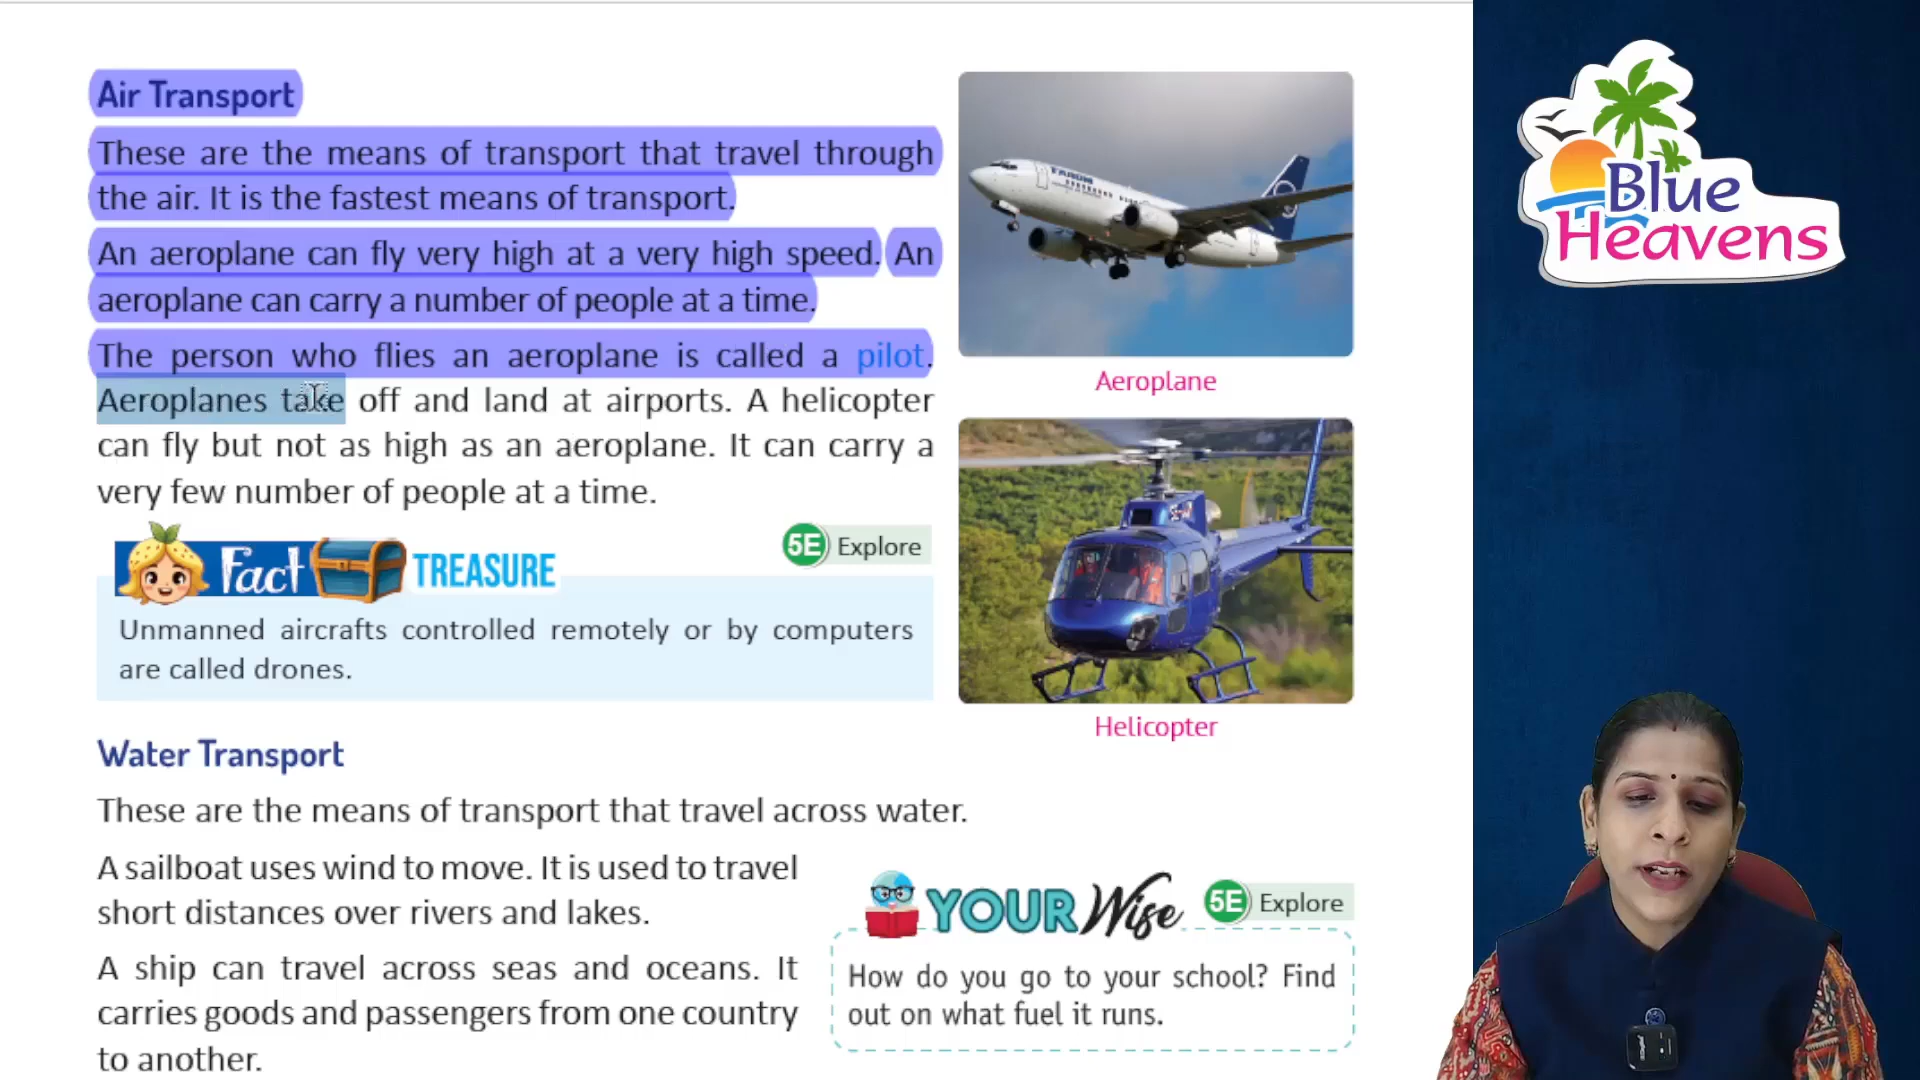 Air Transport
These are the means of transport that travel through
the air. It is the fastest means of transport.
An aeroplane can fly very high at a very high speed. An
aeroplane can carry a number of people at a time.
The person who flies an aeroplane is called a pilot.
Aeroplanes take off and land at airports. A helicopter
can fly but not as high as an aeroplane. It can carry a
very few number of people at a time.
TAROM
Aeroplane
Helicopter
Fact TREASURE
5E Explore
Unmanned aircrafts controlled remotely or by computers
are called drones.
Water Transport
These are the means of transport that travel across water.
A sailboat uses wind to move. It is used to travel
short distances over rivers and lakes.
A ship can travel across seas and oceans. It
carries goods and passengers from one country
to another.
YOUR Wise
5E Explore
How do you go to your school? Find
out on what fuel it runs.
Blue
Heavens